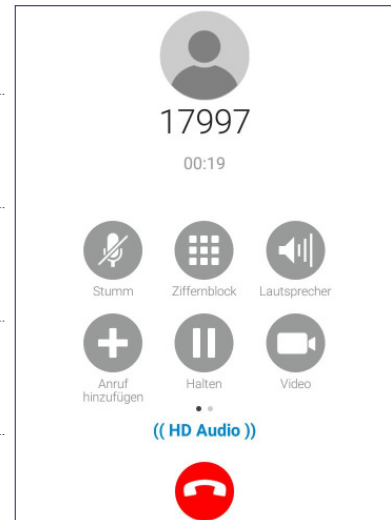 17997
00:19
Stumm Ziffernblock Lautsprecher
Anruf
hinzufügen Halten Video
(( HD Audio ))